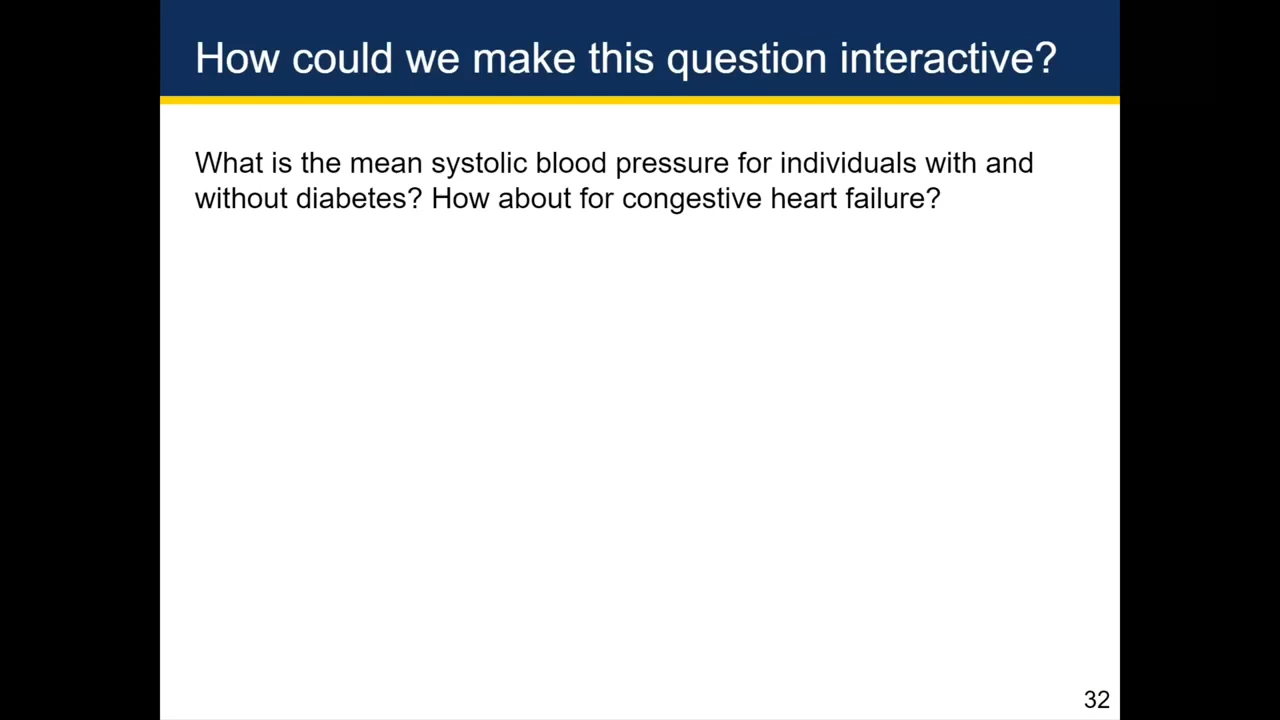 How could we make this question interactive?
What is the mean systolic blood pressure for individuals with and
without diabetes? How about for congestive heart failure?
32